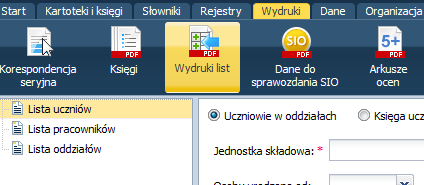 Start Kartoteki i księgi Słowniki Rejestry Wydruki Dane Organizacja
SIO 5+
PDF PDF PDF PDF
Korespondencja seryjna Księgi Wydruki list Dane do sprawozdania SIO Arkusze ocen
Lista uczniów
Lista pracowników
Lista oddziałów
Uczniowie w oddziałach Księga ucz
Jednostka składowa: *